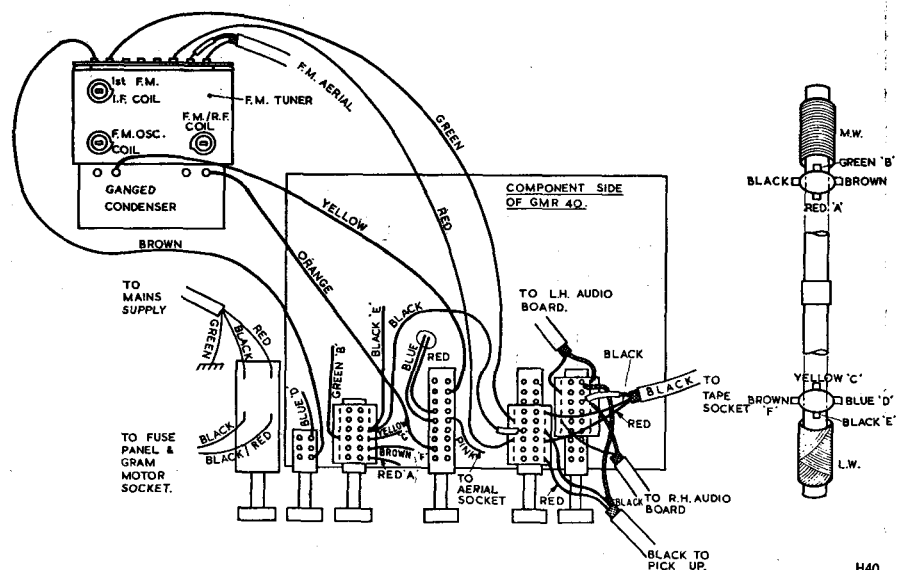 1st F.M.
I.F. COIL
F.M. TUNER
F.M. OSC.
COIL
F.M./R.F.
COIL
GANGED
CONDENSER
F.M. AERIAL
GREEN
RED
YELLOW
ORANGE
BROWN
COMPONENT SIDE
OF GMR 40.
TO
MAINS
SUPPLY
GREEN
BLACK
RED
BLACK
BLACK/RED
TO FUSE
PANEL &
GRAM
MOTOR
SOCKET.
BLUE 'D'
GREEN 'B'
BLACK 'E'
BLACK
BLUE
RED
YELLOW 'C'
BROWN 'F'
RED 'A'
PINK
TO
AERIAL
SOCKET
TO L.H. AUDIO
BOARD.
BLACK
BLACK
TO
TAPE
SOCKET
RED
RED
BLACK
TO R.H. AUDIO
BOARD
BLACK TO
PICK UP.
M.W.
GREEN 'B'
BLACK
BROWN
RED 'A'
YELLOW 'C'
BROWN
'F'
BLUE 'D'
BLACK 'E'
L.W.
H40